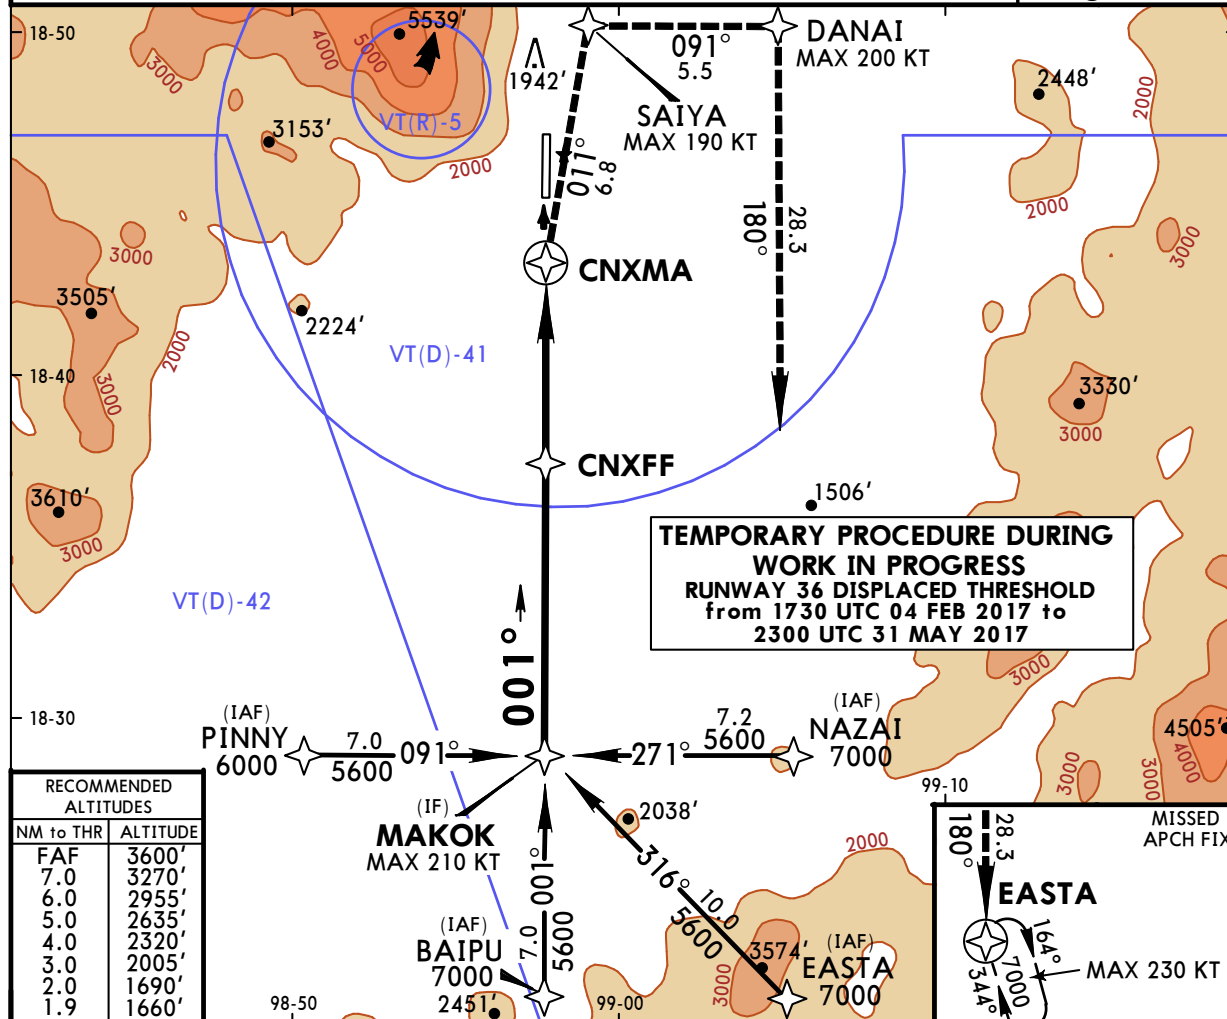 18-50
5539'
4000
5000
3000
1942'
091°
5.5
DANAI
MAX 200 KT
2448'
2000
VT(R)-5
SAIYA
MAX 190 KT
3153'
2000
011°
6.8
2000
3000
28.3
180°
3000
CNXMA
3505'
2224'
2000
VT(D)-41
18-40
3000
3330'
3000
CNXFF
3610'
3000
1506'
TEMPORARY PROCEDURE DURING
WORK IN PROGRESS
RUNWAY 36 DISPLACED THRESHOLD
from 1730 UTC 04 FEB 2017 to
2300 UTC 31 MAY 2017
VT(D)-42
001°
3000
18-30
(IAF)
PINNY
6000
7.0
5600
091°
271°
7.2
5600
(IAF)
NAZAI
7000
4505'
4000
3000
3000
99-10
(IF)
MAKOK
MAX 210 KT
2038'
2000
316°
10.0
5600
001°
7.0
5600
(IAF)
BAIPU
7000
2451'
3574'
3000
(IAF)
EASTA
7000
98-50
99-00
RECOMMENDED
ALTITUDES
NM to THR ALTITUDE
FAF 3600'
7.0 3270'
6.0 2955'
5.0 2635'
4.0 2320'
3.0 2005'
2.0 1690'
1.9 1660'
MISSED
APCH FIX
28.3
180°
EASTA
164°
7000
344°
MAX 230 KT